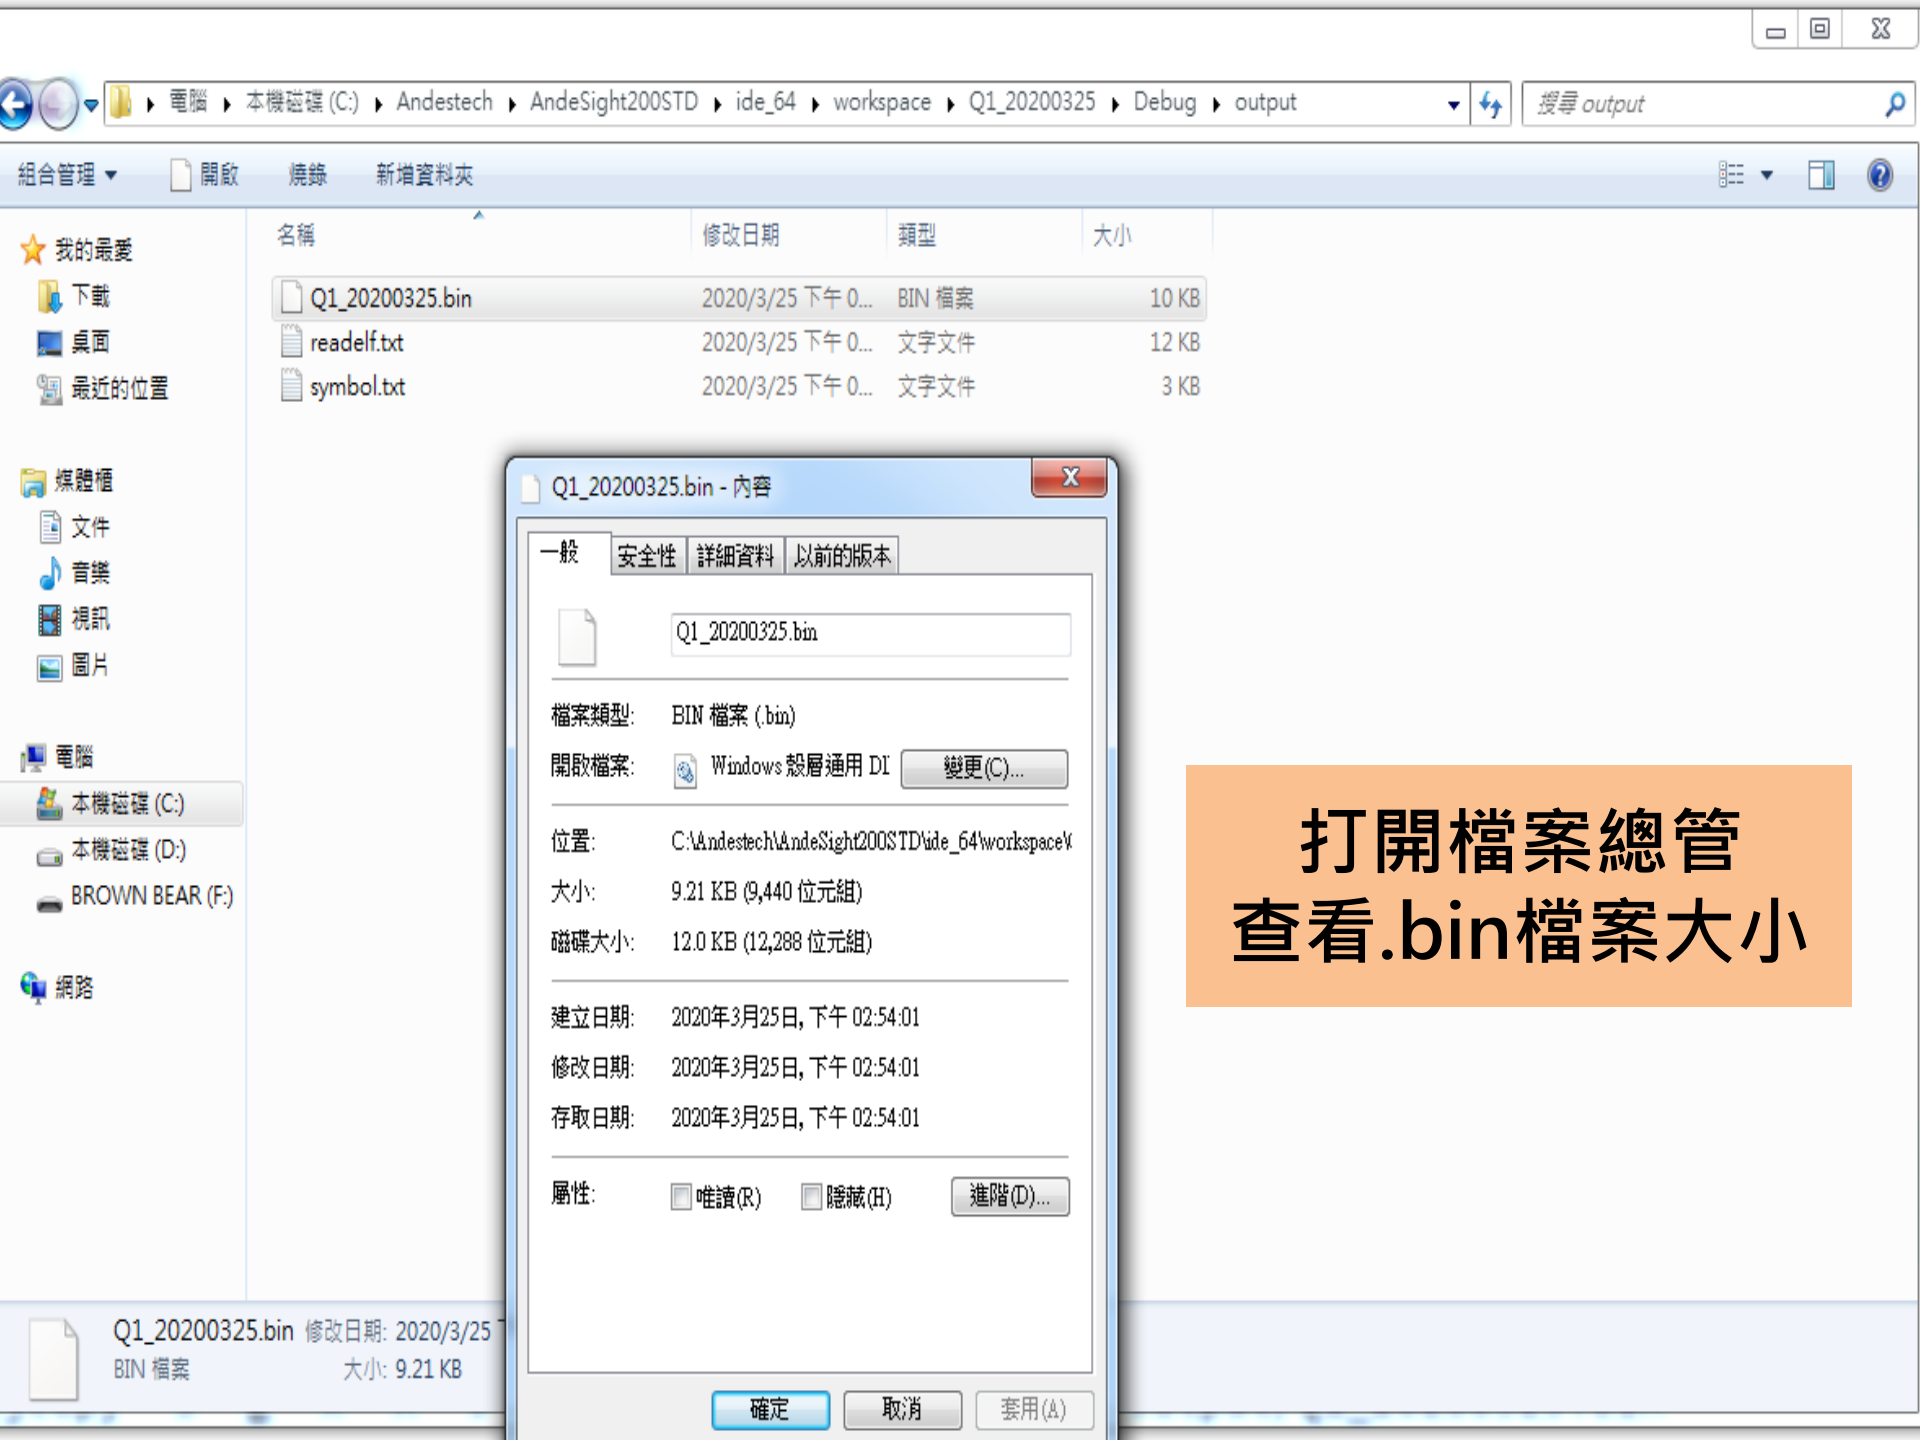 電腦 本機磁碟 (C:) Andestech AndeSight200STD ide_64 workspace Q1_20200325 Debug output
搜尋 output
組合管理 開啟 燒錄 新增資料夾
名稱 修改日期 類型 大小
我的最愛
下載
桌面
最近的位置
媒體櫃
文件
音樂
視訊
圖片
電腦
本機磁碟 (C:)
本機磁碟 (D:)
BROWN BEAR (F:)
網路
Q1_20200325.bin 2020/3/25 下午 0... BIN 檔案 10 KB
readelf.txt 2020/3/25 下午 0... 文字文件 12 KB
symbol.txt 2020/3/25 下午 0... 文字文件 3 KB
Q1_20200325.bin - 內容
一般 安全性 詳細資料 以前的版本
Q1_20200325.bin
檔案類型: BIN 檔案 (.bin)
開啟檔案: Windows 殼層通用 DL 變更(C)...
位置: C:\Andestech\AndeSight200STD\ide_64\workspace\
大小: 9.21 KB (9,440 位元組)
磁碟大小: 12.0 KB (12,288 位元組)
建立日期: 2020年3月25日, 下午 02:54:01
修改日期: 2020年3月25日, 下午 02:54:01
存取日期: 2020年3月25日, 下午 02:54:01
屬性: 唯讀(R) 隱藏(H) 進階(D)...
確定 取消 套用(A)
打開檔案總管
查看.bin檔案大小
Q1_20200325.bin 修改日期: 2020/3/25
BIN 檔案 大小: 9.21 KB